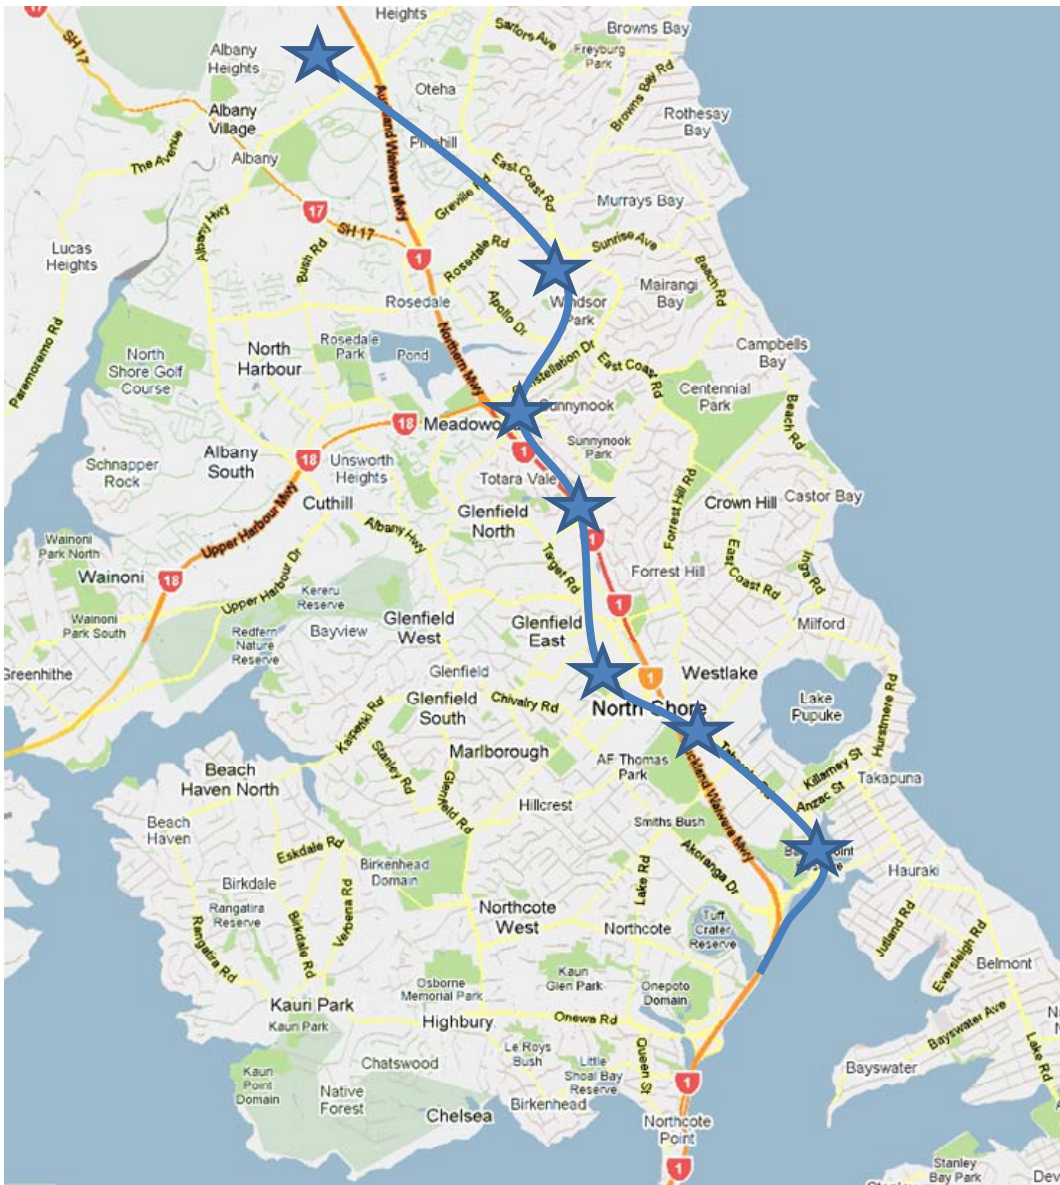 17
Heights
Sartors Ave
Browns Bay
SH 17
Albany
Heights
Freyburg
Park
Oteha
Browns Bay Rd
Albany
Village
Rothesay
Bay
Pinehill
The Avenue
Albany
East Coast Rd
Greville Rd
Murrays Bay
Albany Hwy
17
SH 17
Sunrise Ave
Lucas
Heights
Bush Rd
1
Rosedale Rd
Beach Rd
Mairangi
Bay
Rosedale
Apollo Dr
Windsor
Park
Paremoremo Rd
North
Shore Golf
Course
North
Harbour
Rosedale
Park
Pond
Northern Mwy
Constellation Dr
East Coast Rd
Campbells
Bay
Centennial
Park
Sunnynook
18
Beach Rd
Albany
South
Schnapper
Rock
18
Unsworth
Heights
Cuthill
1
Sunnynook
Park
Totara Vale
Glenfield
North
Forrest Hill Rd
Crown Hill
Castor Bay
Upper Harbour Mwy
Albany Hwy
1
Wainoni
Park North
Wainoni
18
Upper Harbour Dr
Target Rd
Forrest Hill
East Coast Rd
Inga Rd
Kereru
Reserve
1
Wainoni
Park South
Glenfield
West
Glenfield
East
Milford
Redfern
Nature
Reserve
Bayview
Greenhithe
Glenfield
1
Westlake
Glenfield
South
Chivalry Rd
North Shore
Lake
Pupuke
Hurstmere Rd
Kaipatiki Rd
Stanley Rd
Marlborough
AF Thomas
Park
Beach
Haven North
Glenfield Rd
Killarney St
Takapuna
Anzac St
Hillcrest
Beach
Haven
Smiths Bush
Eskdale Rd
Birkenhead
Domain
Akoranga Dr
Hauraki
Birkdale
Lake Rd
Rangatira
Reserve
Verbena Rd
Birkdale Rd
Rangatira Rd
Northcote
West
Northcote
Tuff
Crater
Reserve
Jutland Rd
Eversleigh Rd
Belmont
Osborne
Memorial Park
Kaun
Glen Park
Onepoto
Domain
Kauri Park
Kauri Park
Highbury
Onewa Rd
Bayswater Ave
Chatswood
Le Roys
Bush
Little
Shoal Bay
Reserve
Queen St
Bayswater
Lake Rd
Kauri
Point
Domain
Native
Forest
1
Chelsea
Birkenhead
Northcote
Point
1
Stanley
Bay Park